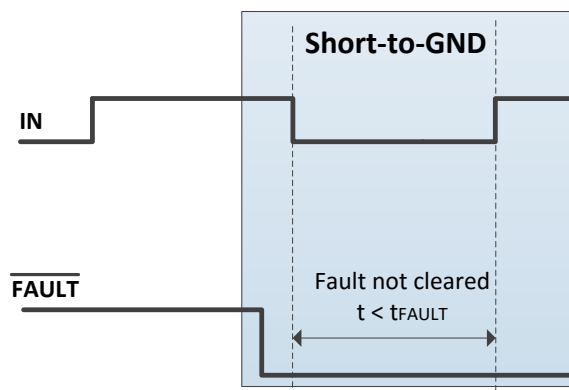 Short-to-GND
IN
FAULT
Fault not cleared
t < tFAULT